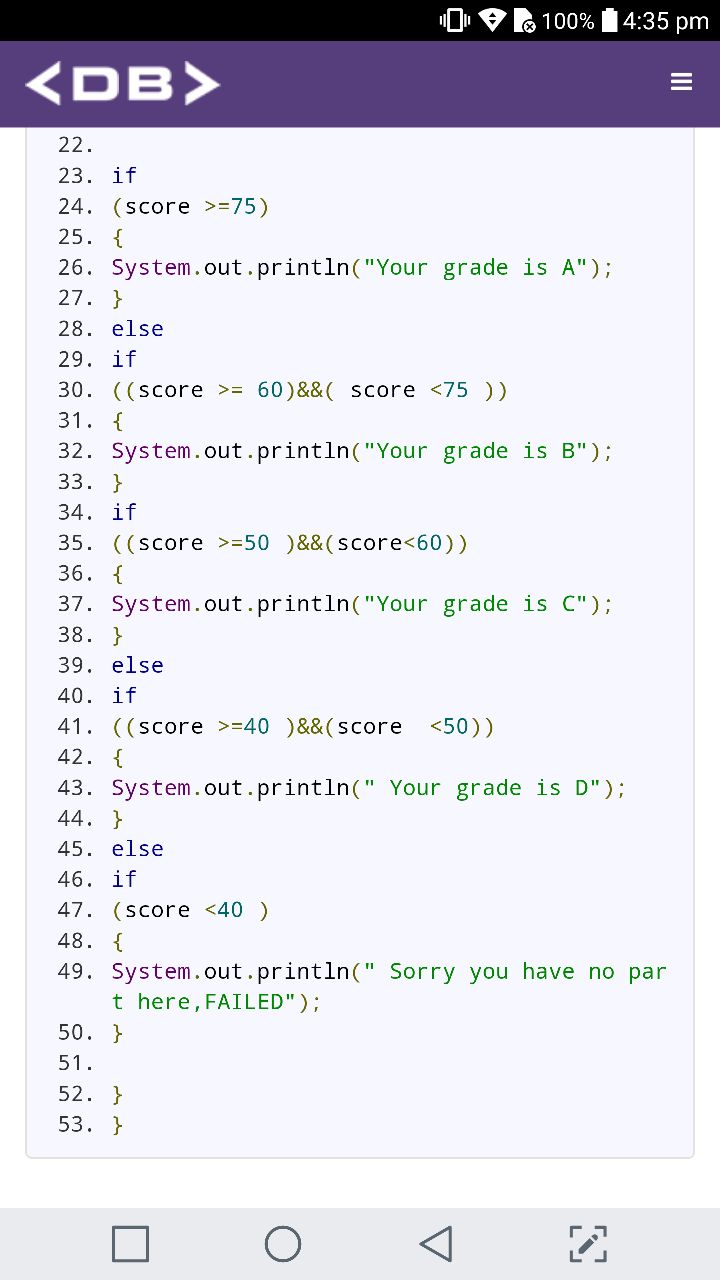 100% 4:35 pm
<DB>
22.
23. if
24. (score >=75)
25. {
26. System.out.println("Your grade is A");
27. }
28. else
29. if
30. ((score >= 60)&&( score <75 ))
31. {
32. System.out.println("Your grade is B");
33. }
34. if
35. ((score >=50 )&&(score<60))
36. {
37. System.out.println("Your grade is C");
38. }
39. else
40. if
41. ((score >=40 )&&(score  <50))
42. {
43. System.out.println(" Your grade is D");
44. }
45. else
46. if
47. (score <40 )
48. {
49. System.out.println(" Sorry you have no par
t here,FAILED");
50. }
51.
52. }
53. }